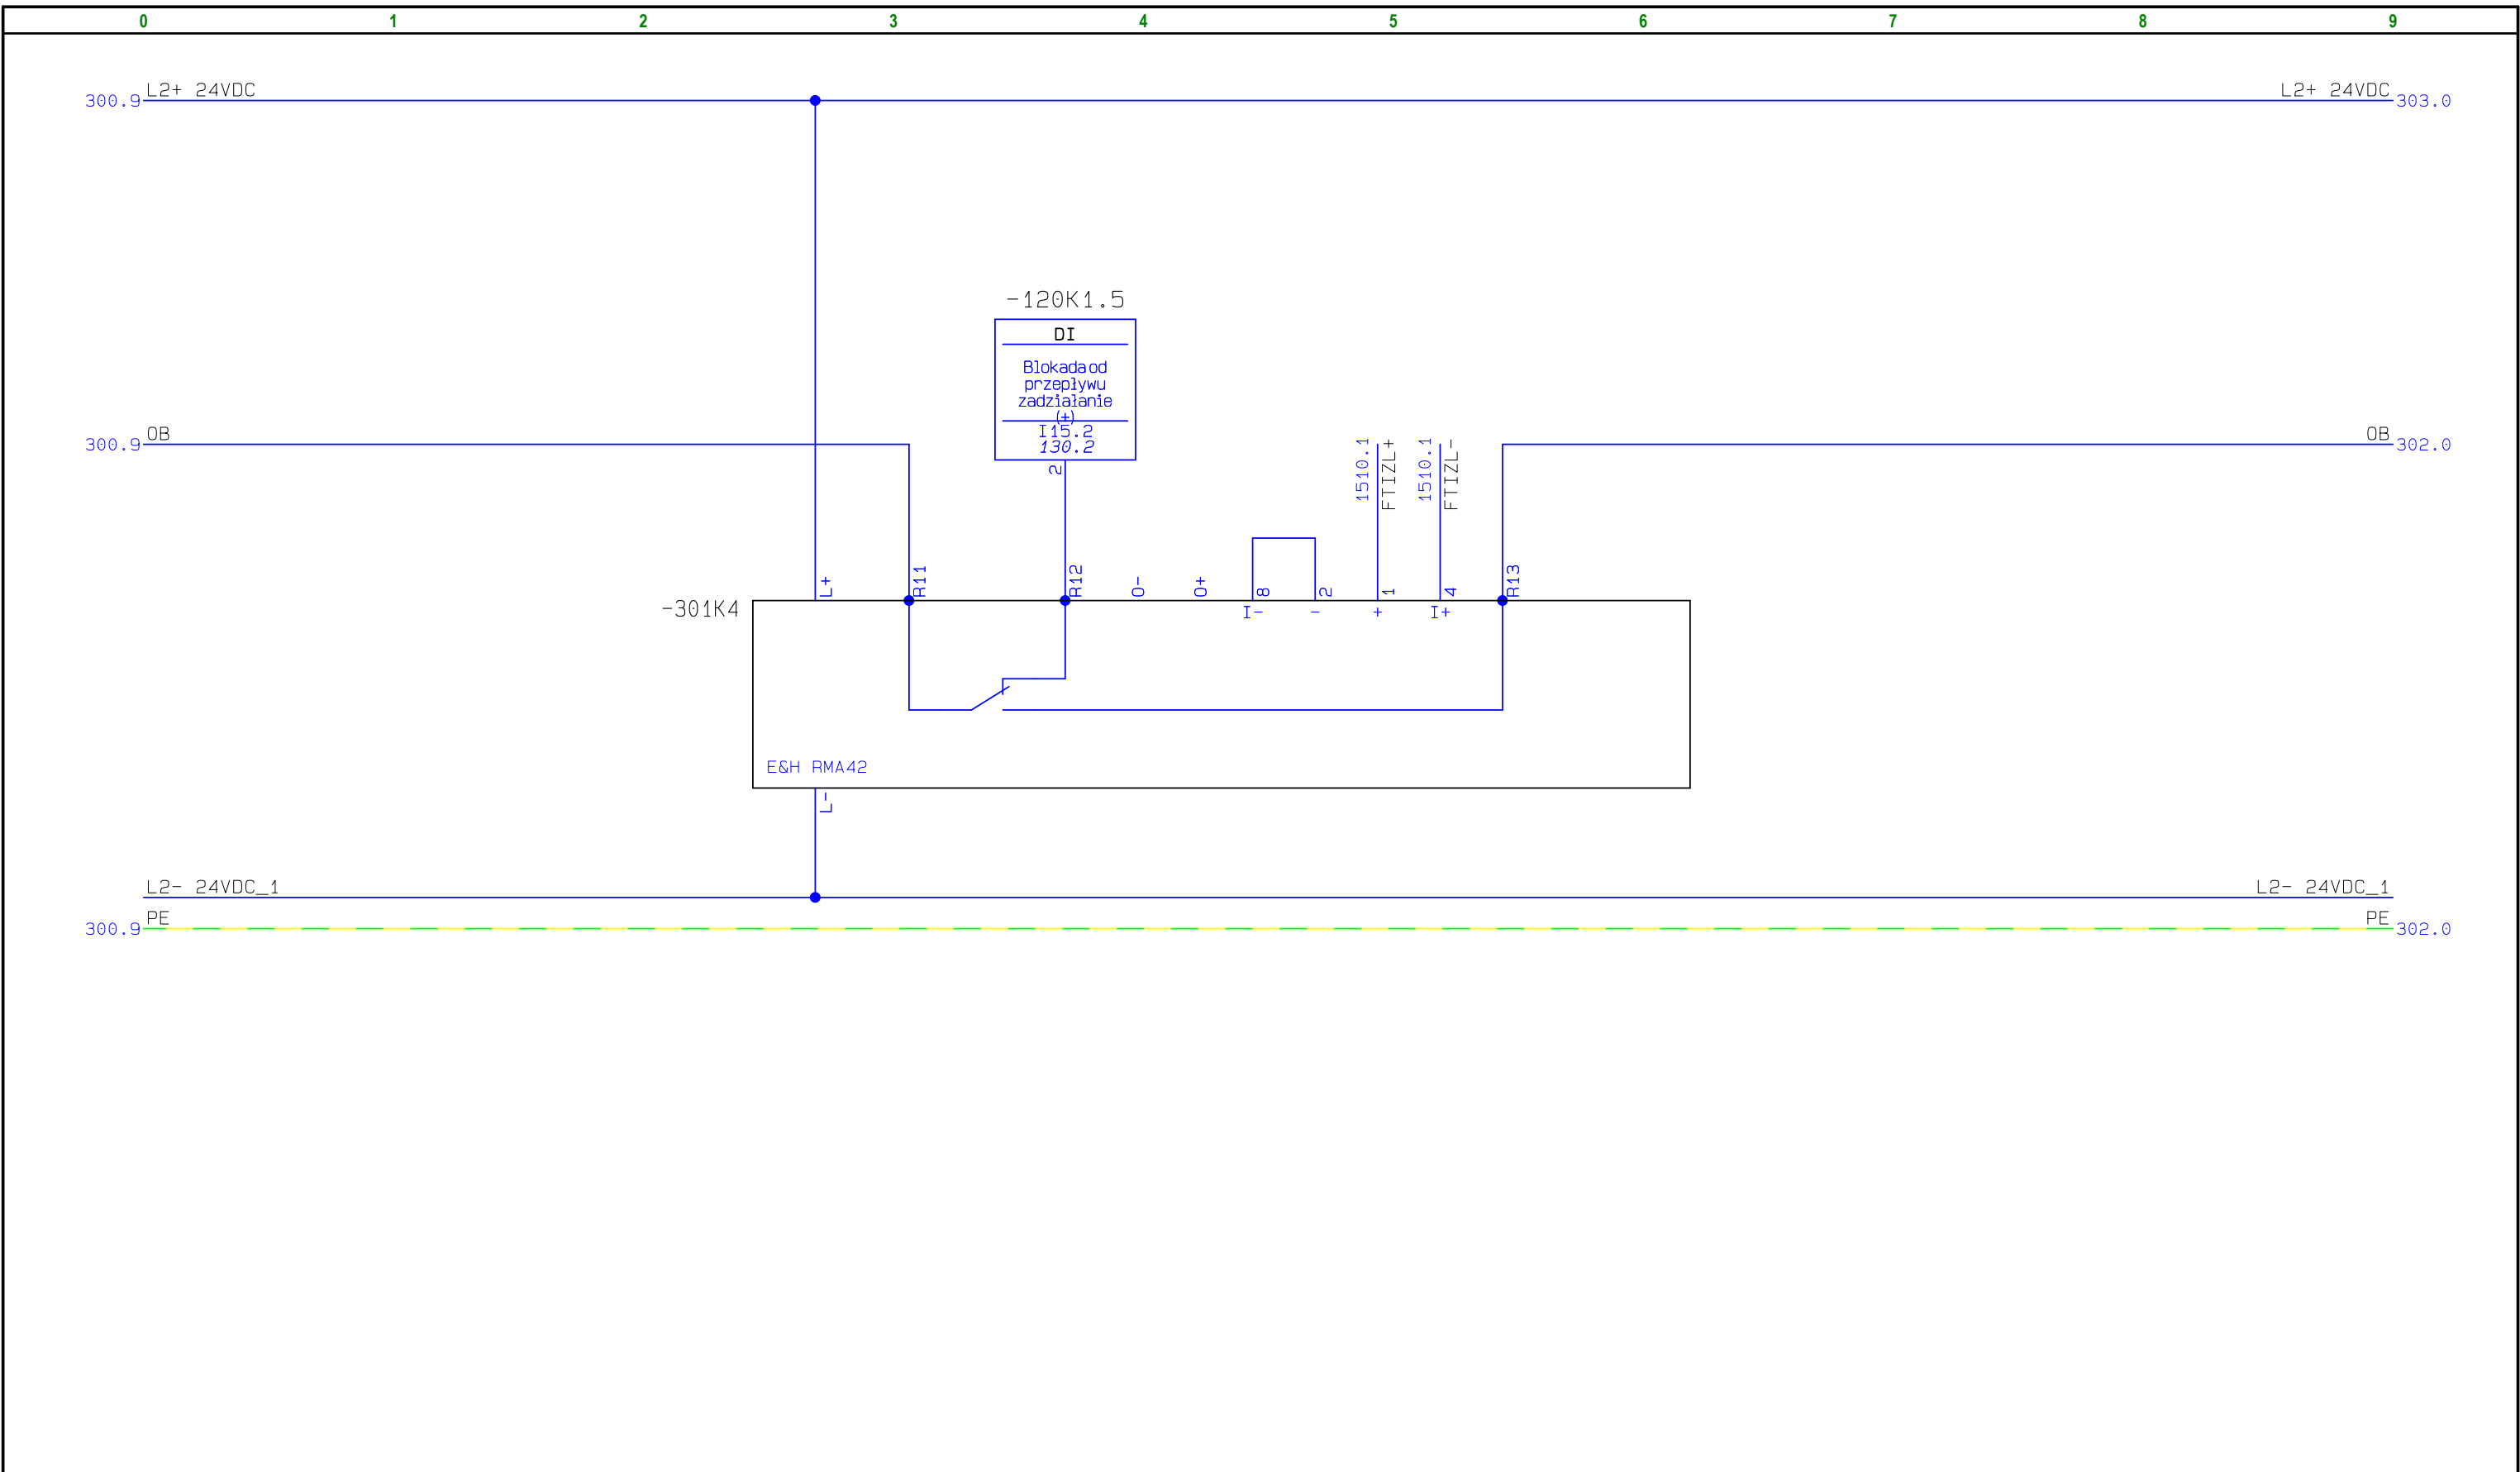 0 1 2 3 4 5 6 7 8 9
L2+ 24VDC
300.9
L2+ 24VDC
303.0
-120K1.5
DI
Blokada od
przepływu
zadziałanie
(+)
I15.2
130.2
2
OB
300.9
OB
302.0
1510.1
FTIZL+
1510.1
FTIZL-
L+
R11
R12
O-
O+
8
2
1
4
R13
-301K4
I-
-
+
I+
E&H RMA42
L-
L2- 24VDC_1
L2- 24VDC_1
PE
300.9
PE
302.0